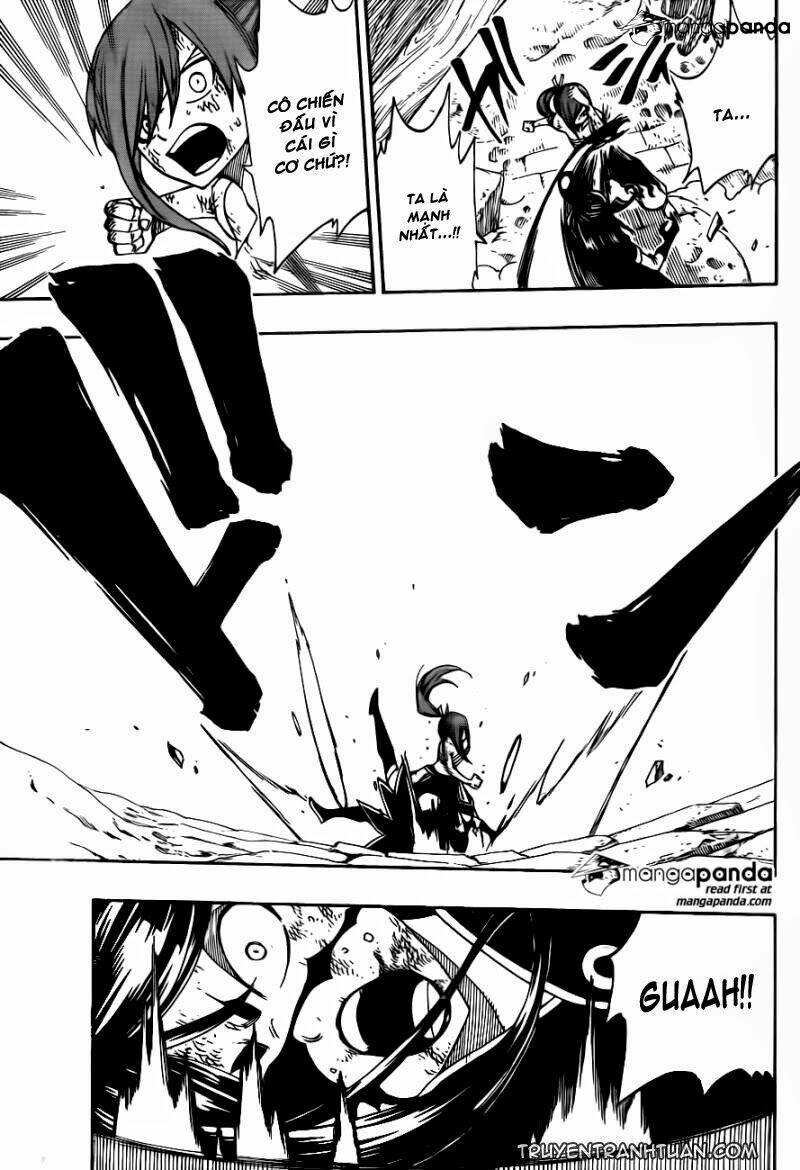 mangapanda
TA...
TA LÀ
MẠNH
NHẤT...!!
CÔ CHIẾN
ĐẤU VÌ
CÁI GÌ
CƠ CHỨ?!
mangapanda
read first at
mangapanda.com
GUAAH!!
TRUYENTRANHTUAN.COM